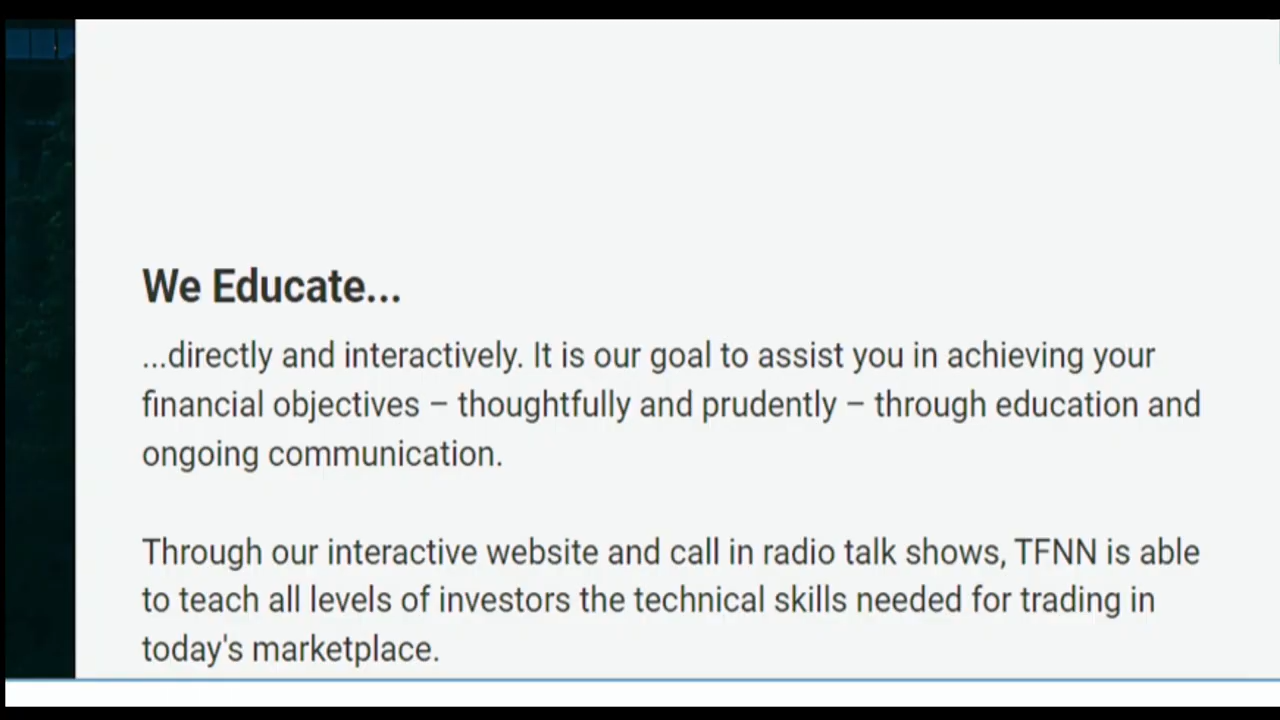 We Educate...
...directly and interactively. It is our goal to assist you in achieving your
financial objectives – thoughtfully and prudently – through education and
ongoing communication.
Through our interactive website and call in radio talk shows, TFNN is able
to teach all levels of investors the technical skills needed for trading in
today's marketplace.